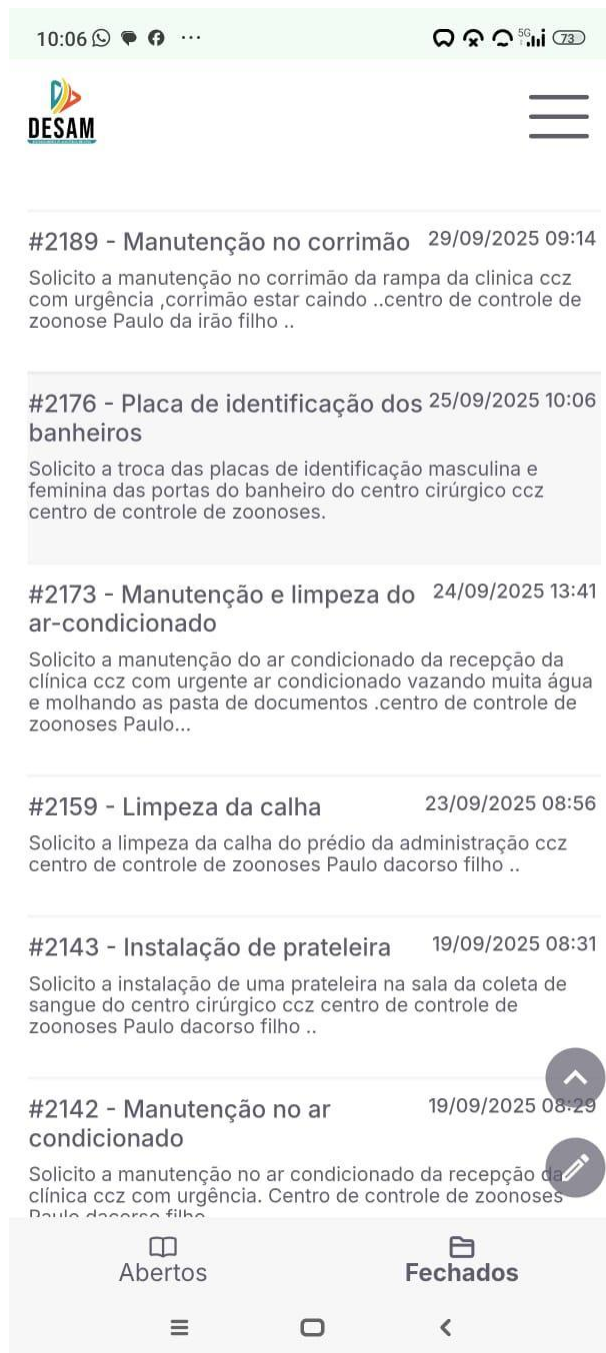 10:06
5G
73
DESAM
#2189 - Manutenção no corrimão 29/09/2025 09:14
Solicito a manutenção no corrimão da rampa da clinica ccz
com urgência ,corrimão estar caindo ..centro de controle de
zoonose Paulo da irão filho ..
#2176 - Placa de identificação dos 25/09/2025 10:06
banheiros
Solicito a troca das placas de identificação masculina e
feminina das portas do banheiro do centro cirúrgico ccz
centro de controle de zoonoses.
#2173 - Manutenção e limpeza do 24/09/2025 13:41
ar-condicionado
Solicito a manutenção do ar condicionado da recepção da
clínica ccz com urgente ar condicionado vazando muita água
e molhando as pasta de documentos .centro de controle de
zoonoses Paulo...
#2159 - Limpeza da calha 23/09/2025 08:56
Solicito a limpeza da calha do prédio da administração ccz
centro de controle de zoonoses Paulo dacorso filho ..
#2143 - Instalação de prateleira 19/09/2025 08:31
Solicito a instalação de uma prateleira na sala da coleta de
sangue do centro cirúrgico ccz centro de controle de
zoonoses Paulo dacorso filho ..
#2142 - Manutenção no ar 19/09/2025 08:29
condicionado
Solicito a manutenção no ar condicionado da recepção da
clínica ccz com urgência. Centro de controle de zoonoses
Paulo dacorso filho
Abertos
Fechados